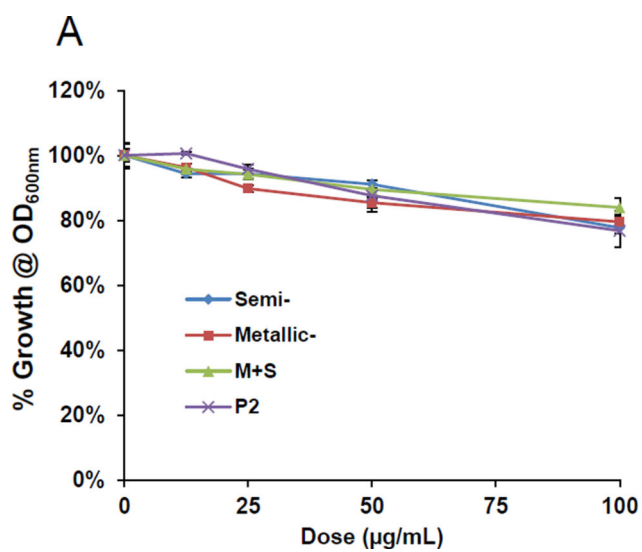 A
120%
100%
80%
60%
40%
20%
0%
% Growth @ OD600nm
Semi-
Metallic-
M+S
P2
0 25 50 75 100
Dose (µg/mL)